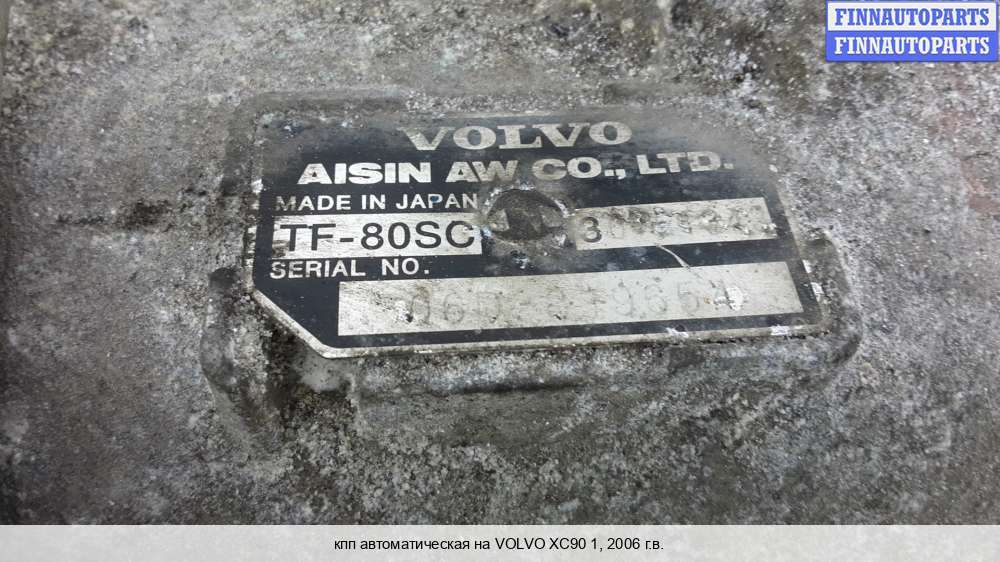 FINNAUTOPARTS
FINNAUTOPARTS
VOLVO
AISIN AW CO., LTD.
MADE IN JAPAN
TF-80SC
SERIAL NO.
кпп автоматическая на VOLVO XC90 1, 2006 г.в.